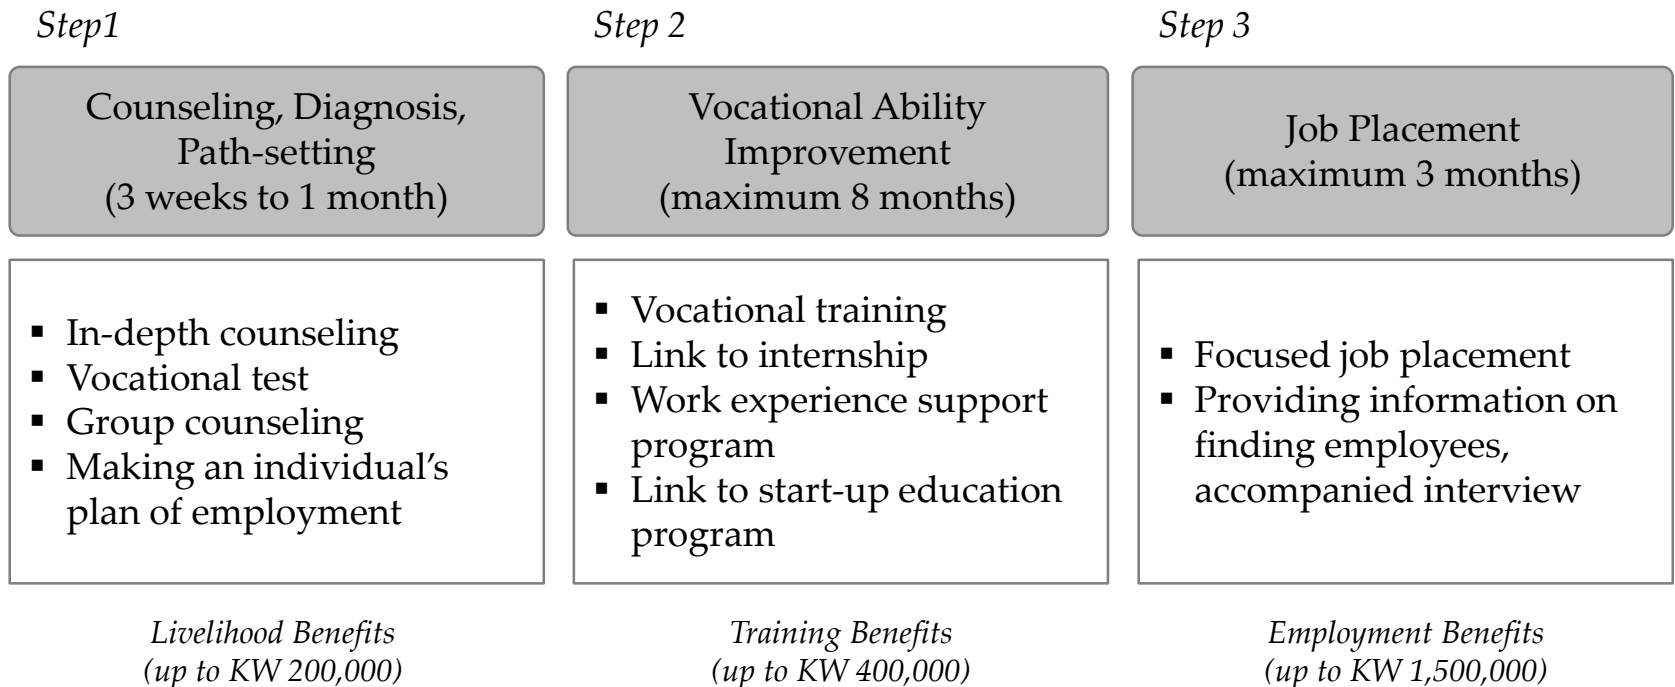 Step1
Counseling, Diagnosis,
Path-setting
(3 weeks to 1 month)
▪ In-depth counseling
▪ Vocational test
▪ Group counseling
▪ Making an individual's
plan of employment
Livelihood Benefits
(up to KW 200,000)
Step 2
Vocational Ability
Improvement
(maximum 8 months)
▪ Vocational training
▪ Link to internship
▪ Work experience support
program
▪ Link to start-up education
program
Training Benefits
(up to KW 400,000)
Step 3
Job Placement
(maximum 3 months)
▪ Focused job placement
▪ Providing information on
finding employees,
accompanied interview
Employment Benefits
(up to KW 1,500,000)